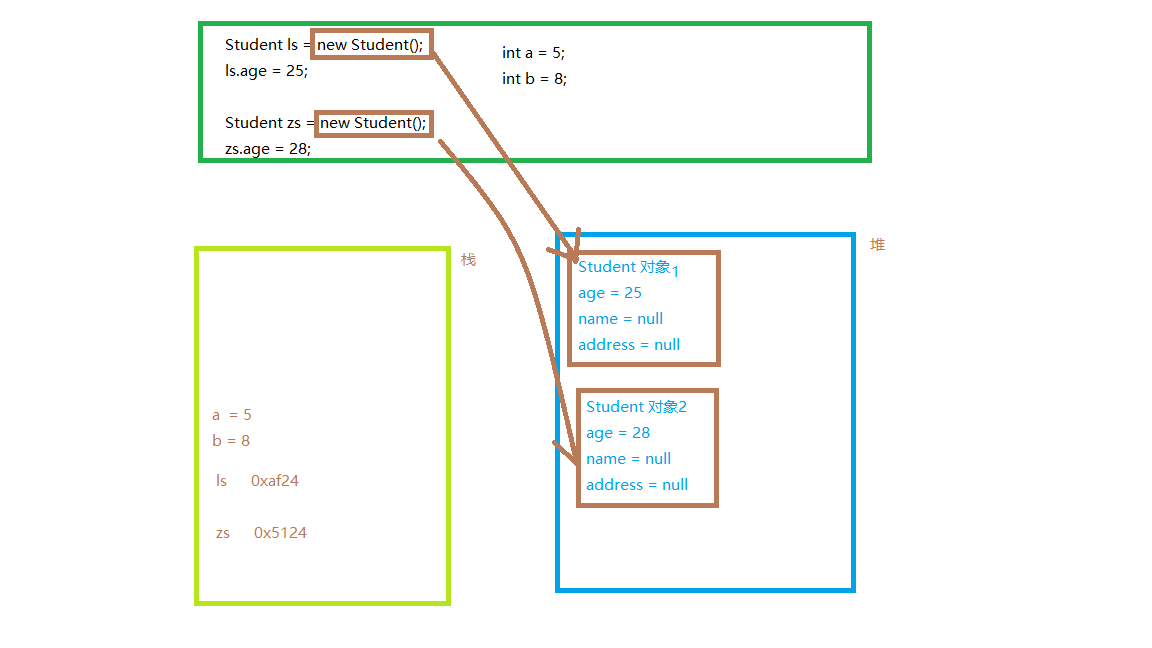 Student ls = new Student();
ls.age = 25;
Student zs = new Student();
zs.age = 28;
int a = 5;
int b = 8;
栈
a  = 5
b = 8
ls 0xaf24
zs 0x5124
堆
Student 对象1
age = 25
name = null
address = null
Student 对象2
age = 28
name = null
address = null